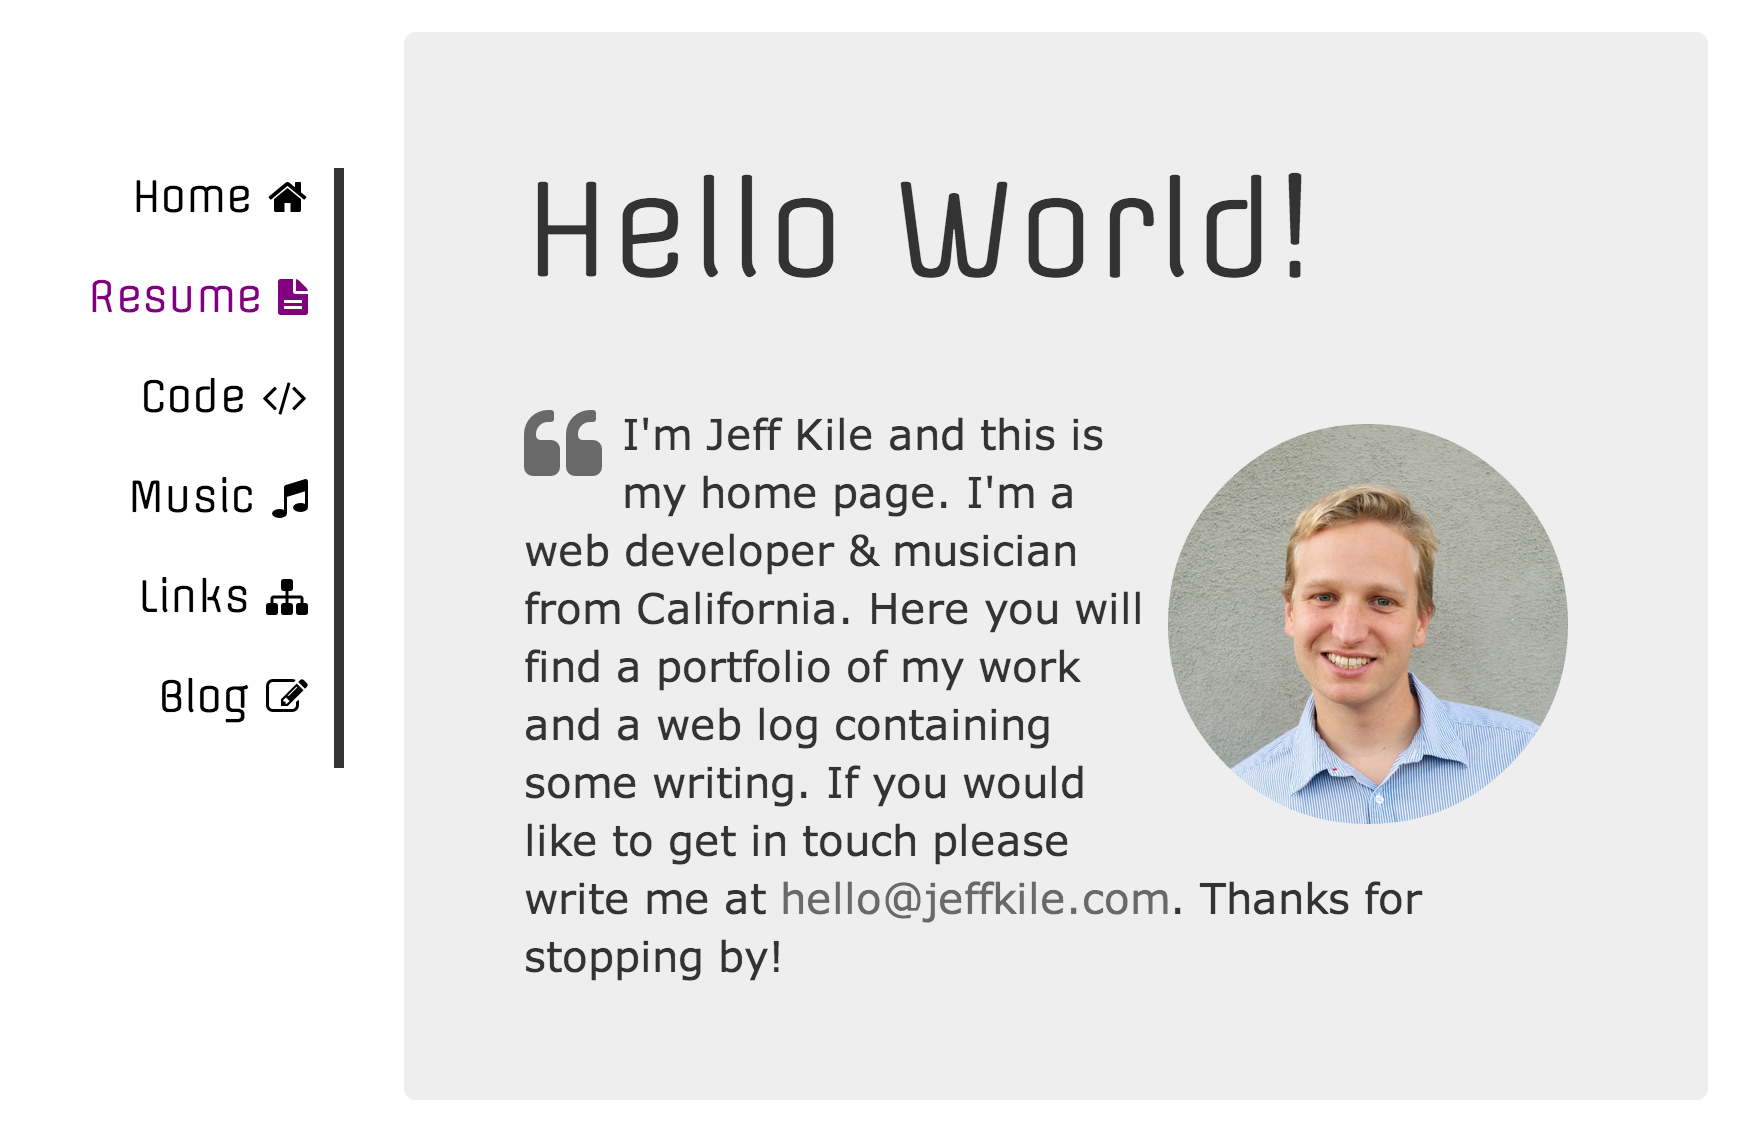 Home
Resume
Code
Music
Links
Blog
Hello World!
I'm Jeff Kile and this is
my home page. I'm a
web developer & musician
from California. Here you will
find a portfolio of my work
and a web log containing
some writing. If you would
like to get in touch please
write me at hello@jeffkile.com. Thanks for
stopping by!